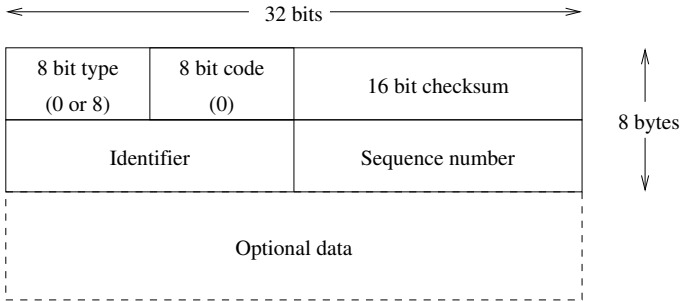 32 bits
8 bit type
(0 or 8)
8 bit code
(0)
16 bit checksum
8 bytes
Identifier
Sequence number
Optional data